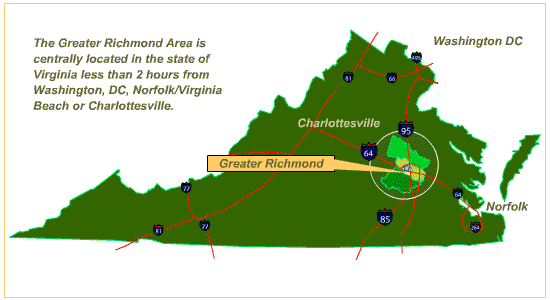 The Greater Richmond Area is
centrally located in the state of
Virginia less than 2 hours from
Washington, DC, Norfolk/Virginia
Beach or Charlottesville.
Washington DC
495
81
66
Charlottesville
95
64
Greater Richmond
77
64
Norfolk
85
264
81
77